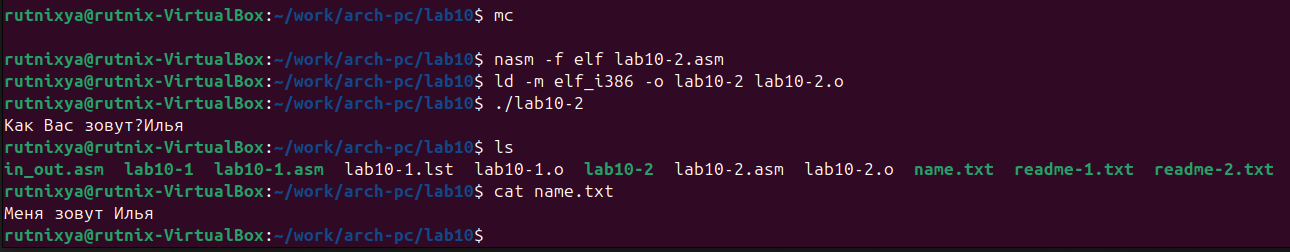 rutnixya@rutnix-VirtualBox:~/work/arch-pc/lab10$ mc
rutnixya@rutnix-VirtualBox:~/work/arch-pc/lab10$ nasm -f elf lab10-2.asm
rutnixya@rutnix-VirtualBox:~/work/arch-pc/lab10$ ld -m elf_i386 -o lab10-2 lab10-2.o
rutnixya@rutnix-VirtualBox:~/work/arch-pc/lab10$ ./lab10-2
Как Вас зовут?Илья
rutnixya@rutnix-VirtualBox:~/work/arch-pc/lab10$ ls
in_out.asm  lab10-1  lab10-1.asm  lab10-1.lst  lab10-1.o  lab10-2  lab10-2.asm  lab10-2.o  name.txt  readme-1.txt  readme-2.txt
rutnixya@rutnix-VirtualBox:~/work/arch-pc/lab10$ cat name.txt
Меня зовут Илья
rutnixya@rutnix-VirtualBox:~/work/arch-pc/lab10$